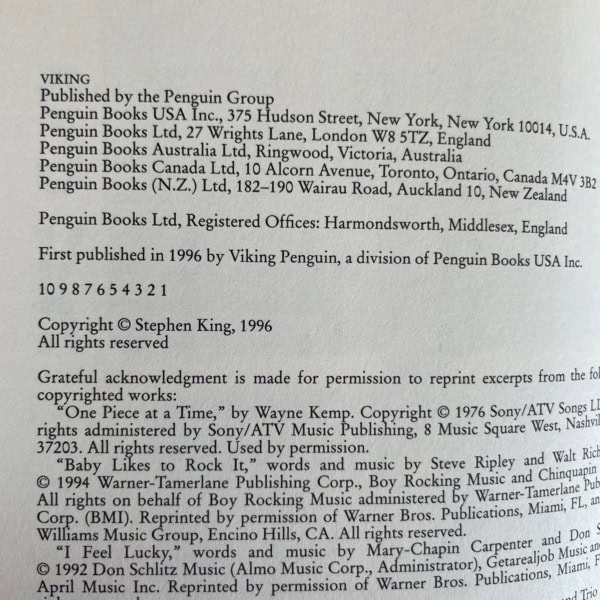 VIKING
Published by the Penguin Group
Penguin Books USA Inc., 375 Hudson Street, New York, New York 10014, U.S.A.
Penguin Books Ltd, 27 Wrights Lane, London W8 5TZ, England
Penguin Books Australia Ltd, Ringwood, Victoria, Australia
Penguin Books Canada Ltd, 10 Alcorn Avenue, Toronto, Ontario, Canada M4V 3B2
Penguin Books (N.Z.) Ltd, 182–190 Wairau Road, Auckland 10, New Zealand
Penguin Books Ltd, Registered Offices: Harmondsworth, Middlesex, England
First published in 1996 by Viking Penguin, a division of Penguin Books USA Inc.
10 9 8 7 6 5 4 3 2 1
Copyright © Stephen King, 1996
All rights reserved
Grateful acknowledgment is made for permission to reprint excerpts from the
copyrighted works:
"One Piece at a Time," by Wayne Kemp. Copyright © 1976 Sony/ATV Songs
rights administered by Sony/ATV Music Publishing, 8 Music Square West,
37203. All rights reserved. Used by permission.
"Baby Likes to Rock It," words and music by Steve Ripley and Walt
© 1994 Warner-Tamerlane Publishing Corp., Boy Rocking Music and Chinquapin
All rights on behalf of Boy Rocking Music administered by Warner-Tamerlane
Corp. (BMI). Reprinted by permission of Warner Bros. Publications, Miami, FL,
Williams Music Group, Encino Hills, CA. All rights reserved.
"I Feel Lucky," words and music by Mary-Chapin Carpenter and Don
© 1992 Don Schlitz Music (Almo Music Corp., Administrator), Getarealjob Music and
April Music Inc. Reprinted by permission of Warner Bros. Publications, Miami,
and Trio